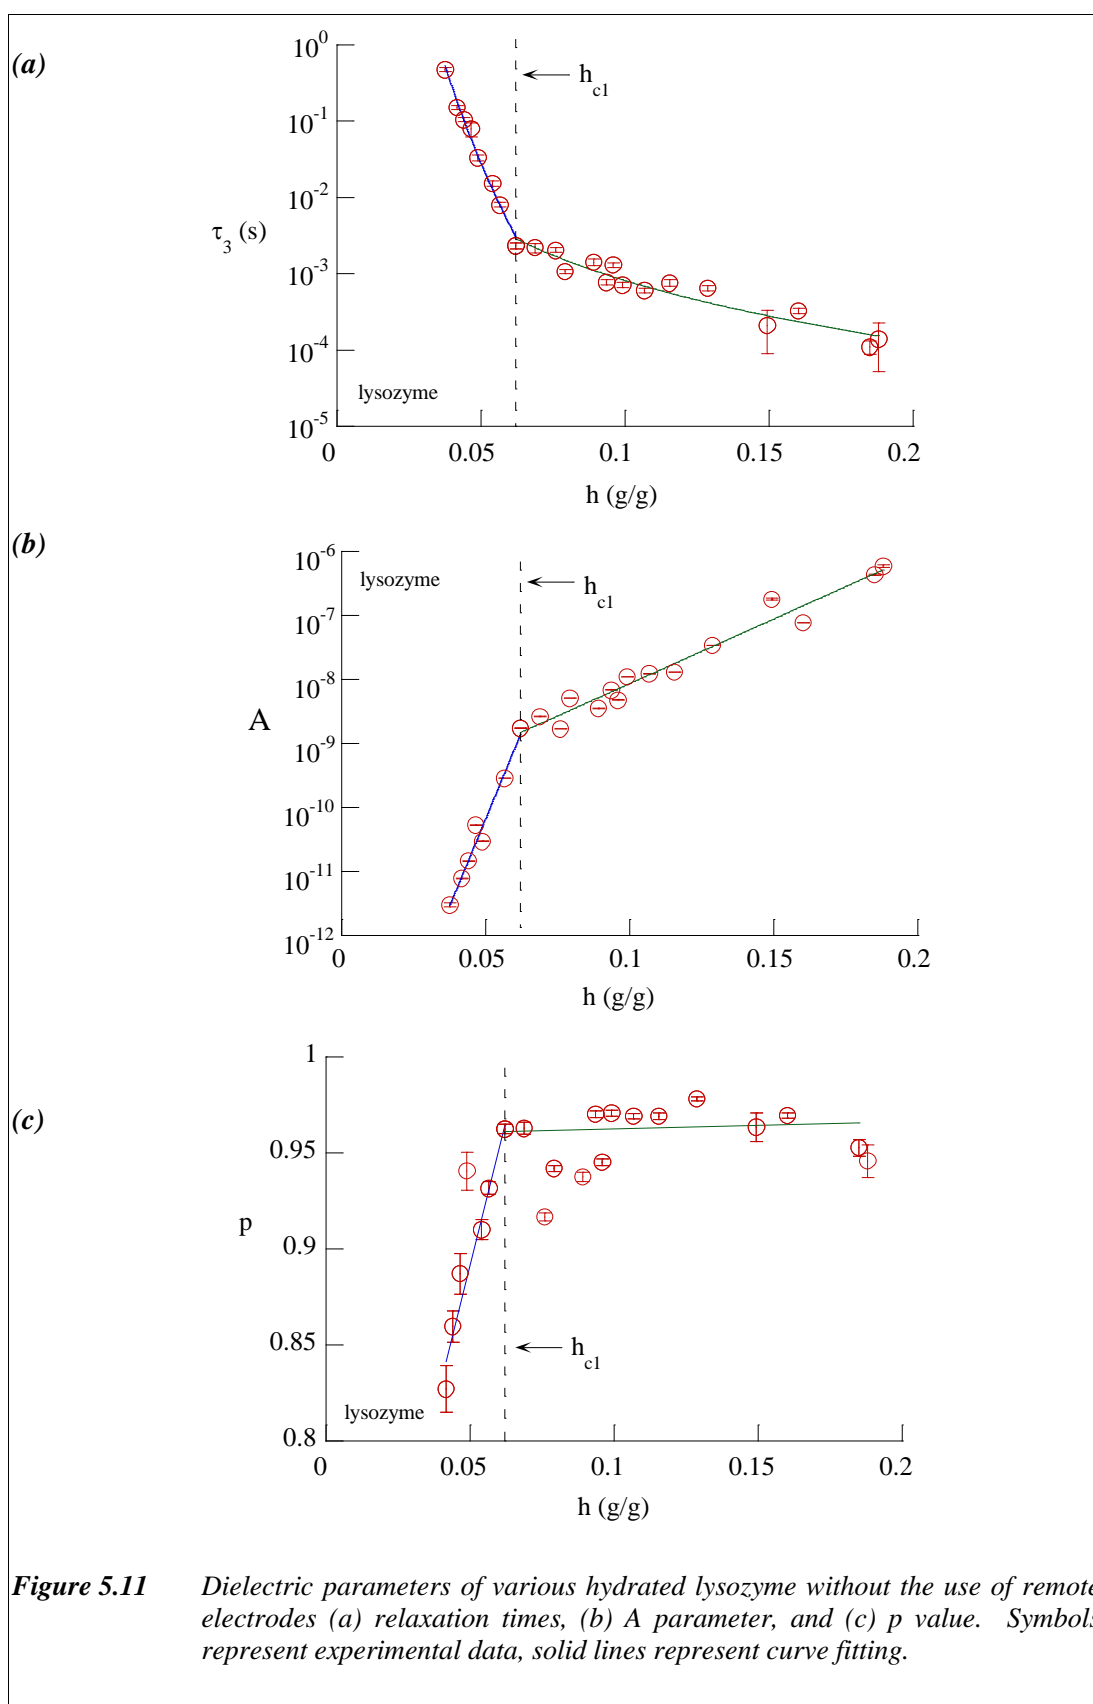 (a)
10^0
10^-1
10^-2
10^-3
10^-4
10^-5
τ_3 (s)
h_c1
lysozyme
0 0.05 0.1 0.15 0.2
h (g/g)
(b)
10^-6
10^-7
10^-8
10^-9
10^-10
10^-11
10^-12
A
lysozyme
h_c1
0 0.05 0.1 0.15 0.2
h (g/g)
(c)
1
0.95
0.9
0.85
0.8
p
h_c1
lysozyme
0 0.05 0.1 0.15 0.2
h (g/g)
Figure 5.11 Dielectric parameters of various hydrated lysozyme without the use of remote
electrodes (a) relaxation times, (b) A parameter, and (c) p value. Symbols
represent experimental data, solid lines represent curve fitting.